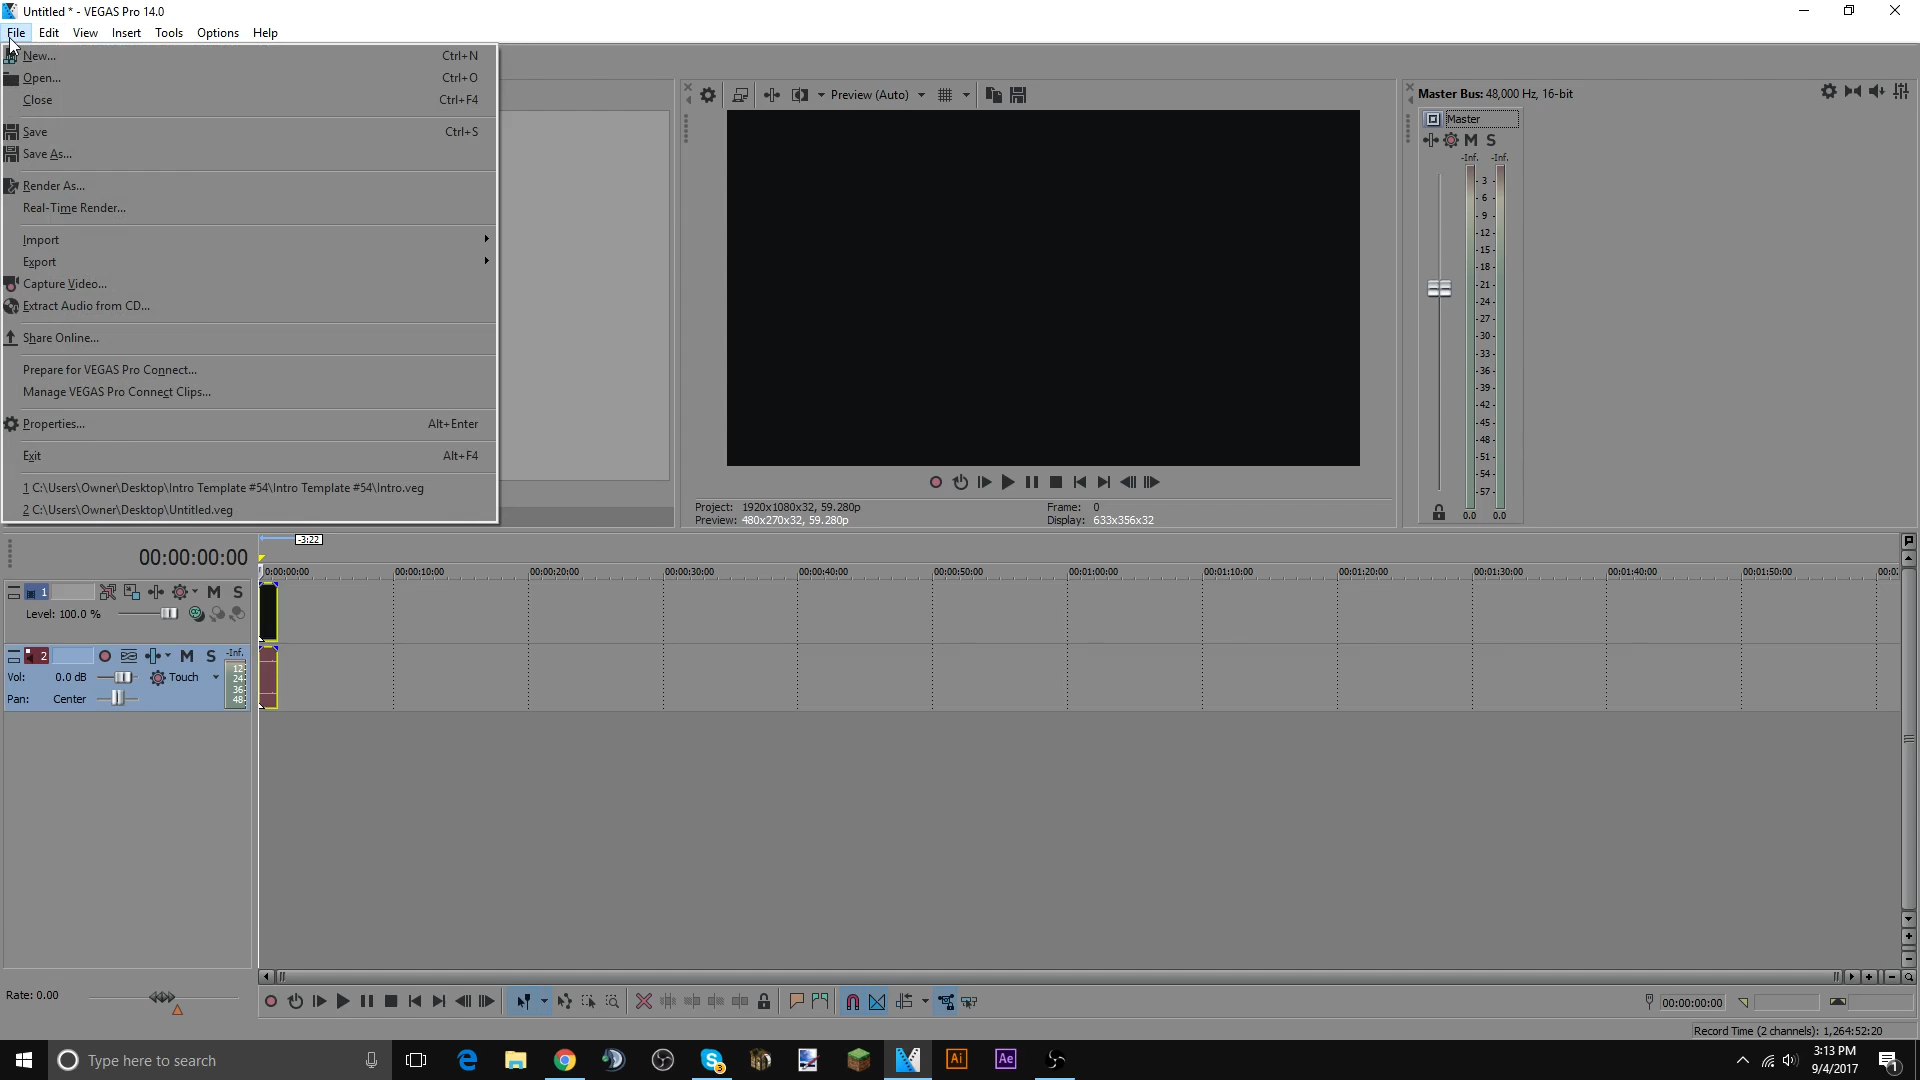 Untitled * - VEGAS Pro 14.0
File Edit View Insert Tools Options Help
New... Ctrl+N
Open... Ctrl+O
Close Ctrl+F4
Save Ctrl+S
Save As...
Render As...
Real-Time Render...
Import
Export
Capture Video...
Extract Audio from CD...
Share Online...
Prepare for VEGAS Pro Connect...
Manage VEGAS Pro Connect Clips...
Properties... Alt+Enter
Exit Alt+F4
1 C:\Users\Owner\Desktop\Intro Template #54\Intro Template #54\Intro.veg
2 C:\Users\Owner\Desktop\Untitled.veg
Preview (Auto)
Project: 1920x1080x32, 59.280p Frame: 0
Preview: 480x270x32, 59.280p Display: 633x356x32
Master Bus: 48,000 Hz, 16-bit
Master
M S
-Inf. -Inf.
- 3 -
- 6 -
- 9 -
-12-
-15-
-18-
-21-
-24-
-27-
-30-
-33-
-36-
-39-
-42-
-45-
-48-
-51-
-54-
-57-
0.0 0.0
-3:22
00:00:00:00
0:00:00:00 00:00:10:00 00:00:20:00 00:00:30:00 00:00:40:00 00:00:50:00 00:01:00:00 00:01:10:00 00:01:20:00 00:01:30:00 00:01:40:00 00:01:50:00 00:0
1 M S
Level: 100.0 %
2 M S -Inf.
Vol: 0.0 dB Touch
Pan: Center
12
24
36
48
Rate: 0.00
00:00:00:00
Record Time (2 channels): 1,264:52:20
Type here to search
3
Ai
Ae
3:13 PM
9/4/2017
1